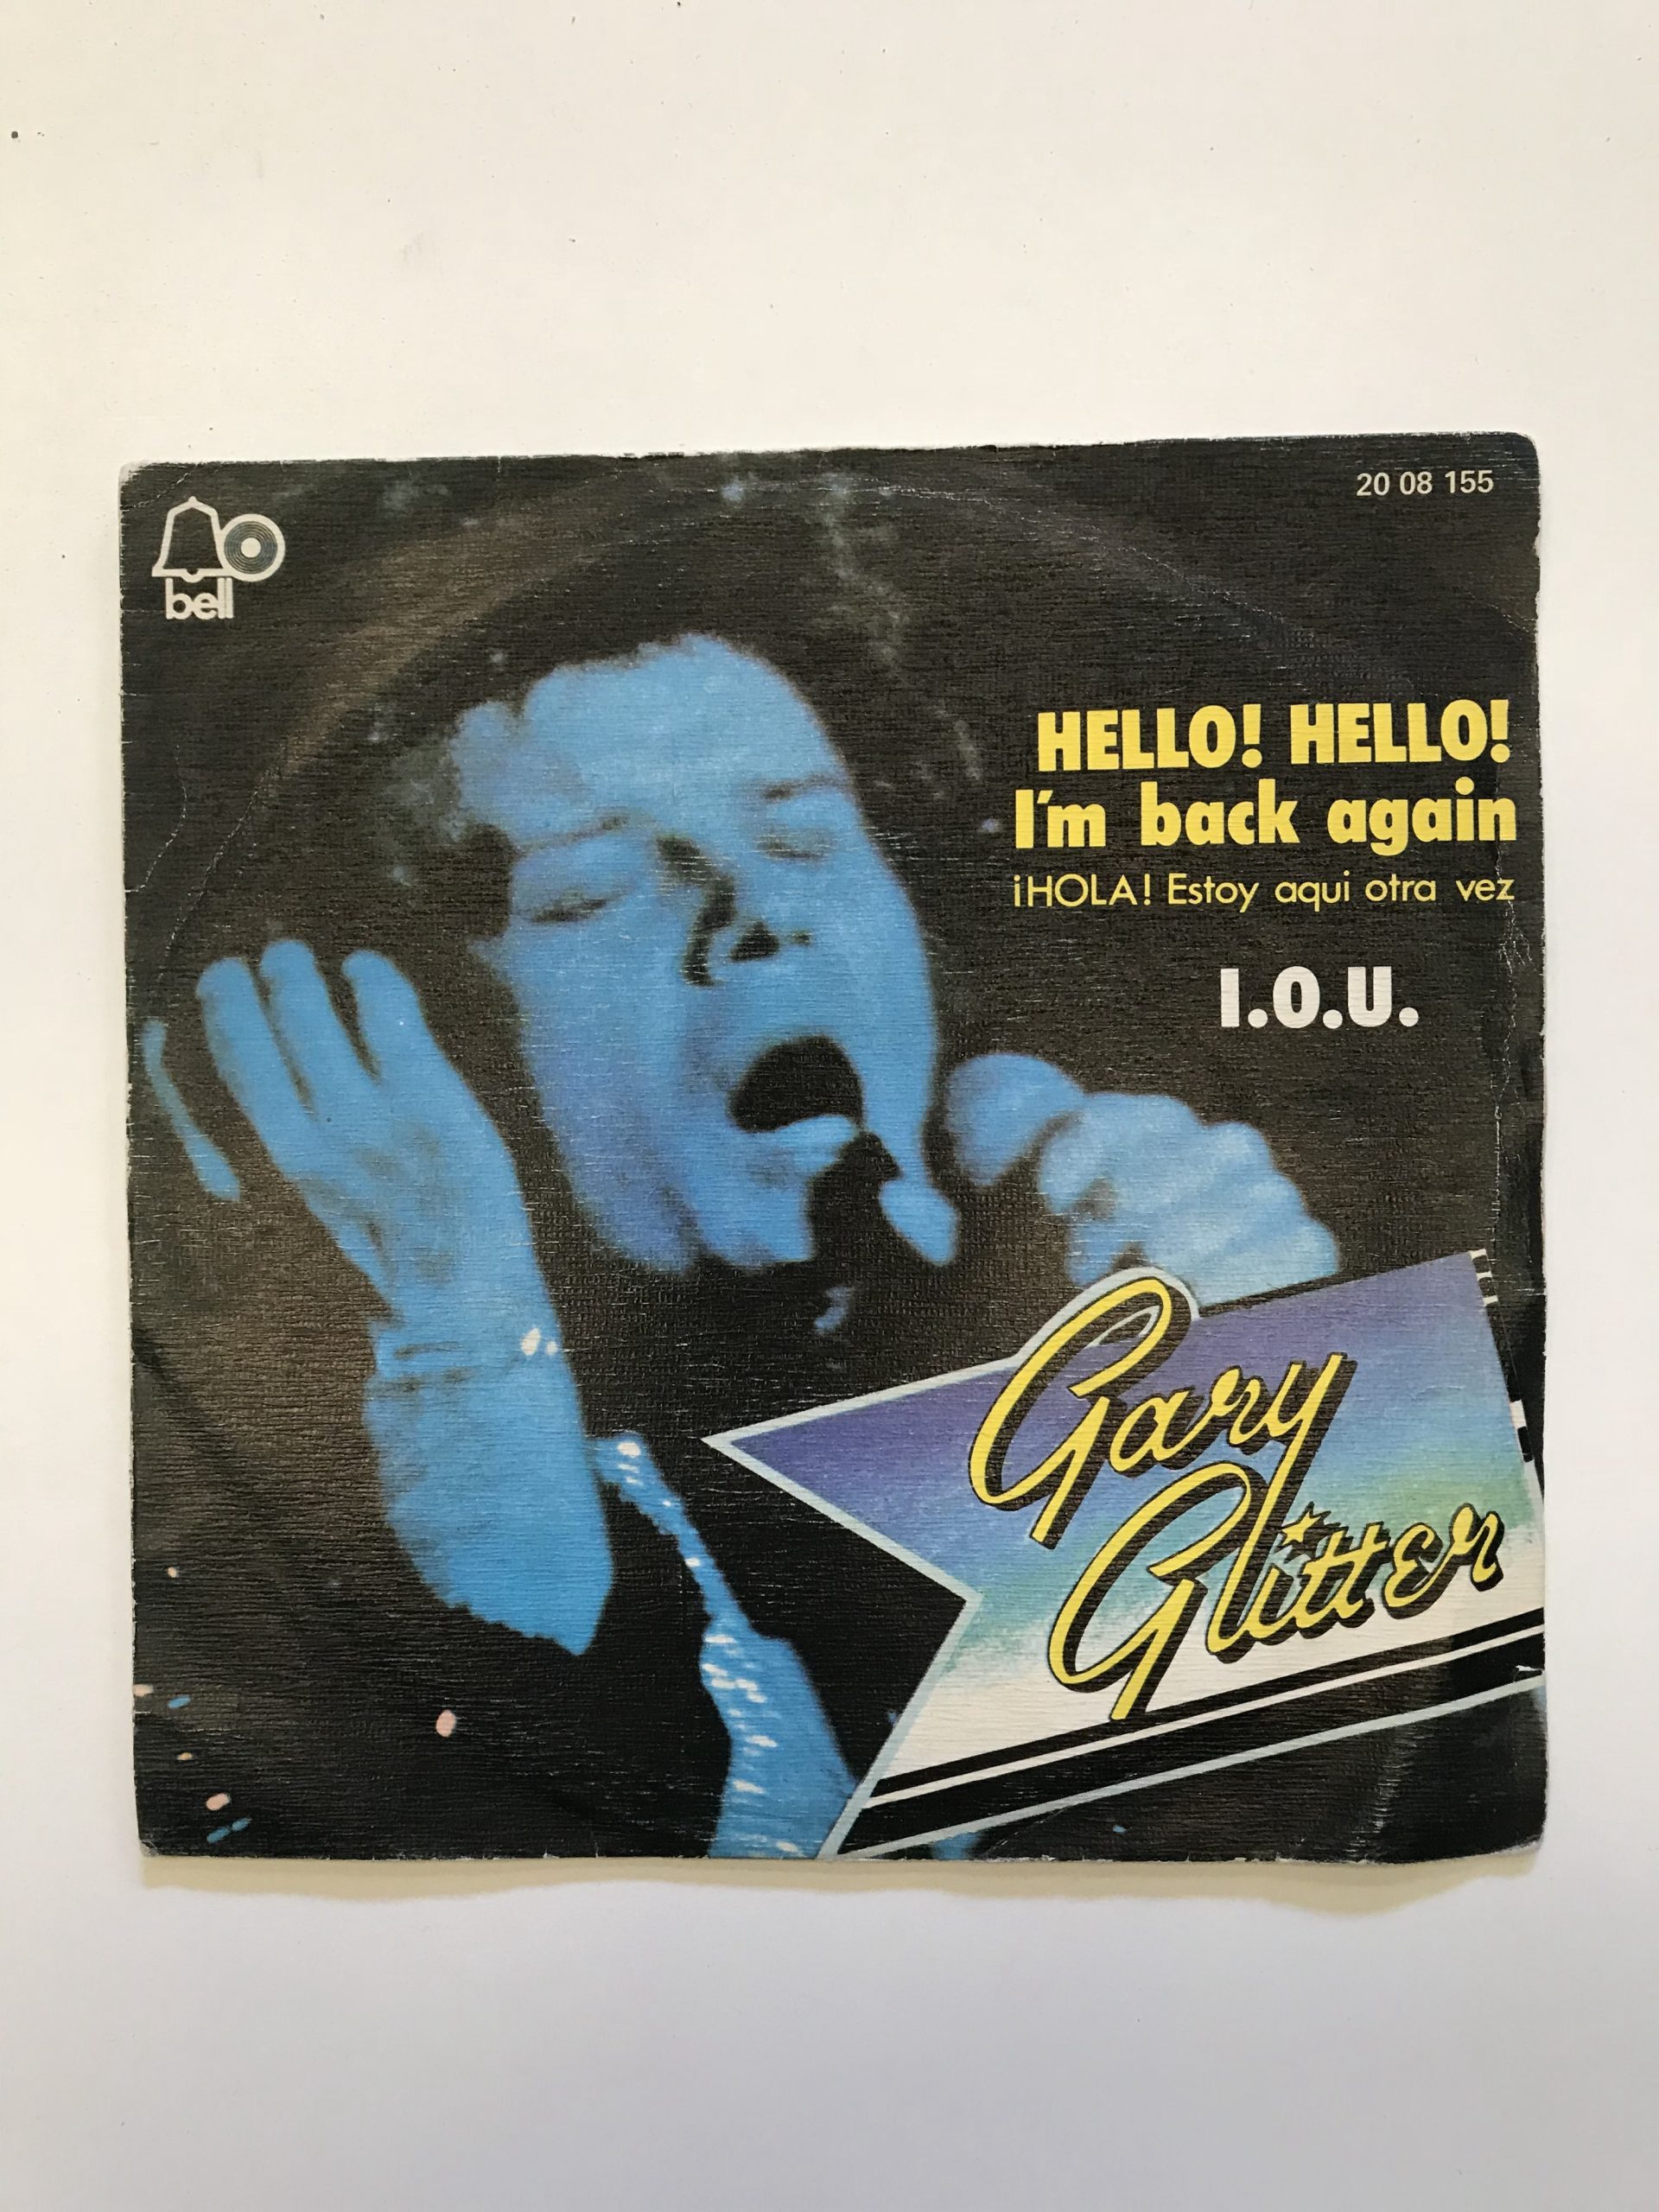 bell
20 08 155
HELLO! HELLO!
I'm back again
¡HOLA! Estoy aqui otra vez
I.O.U.
Gary
Glitter